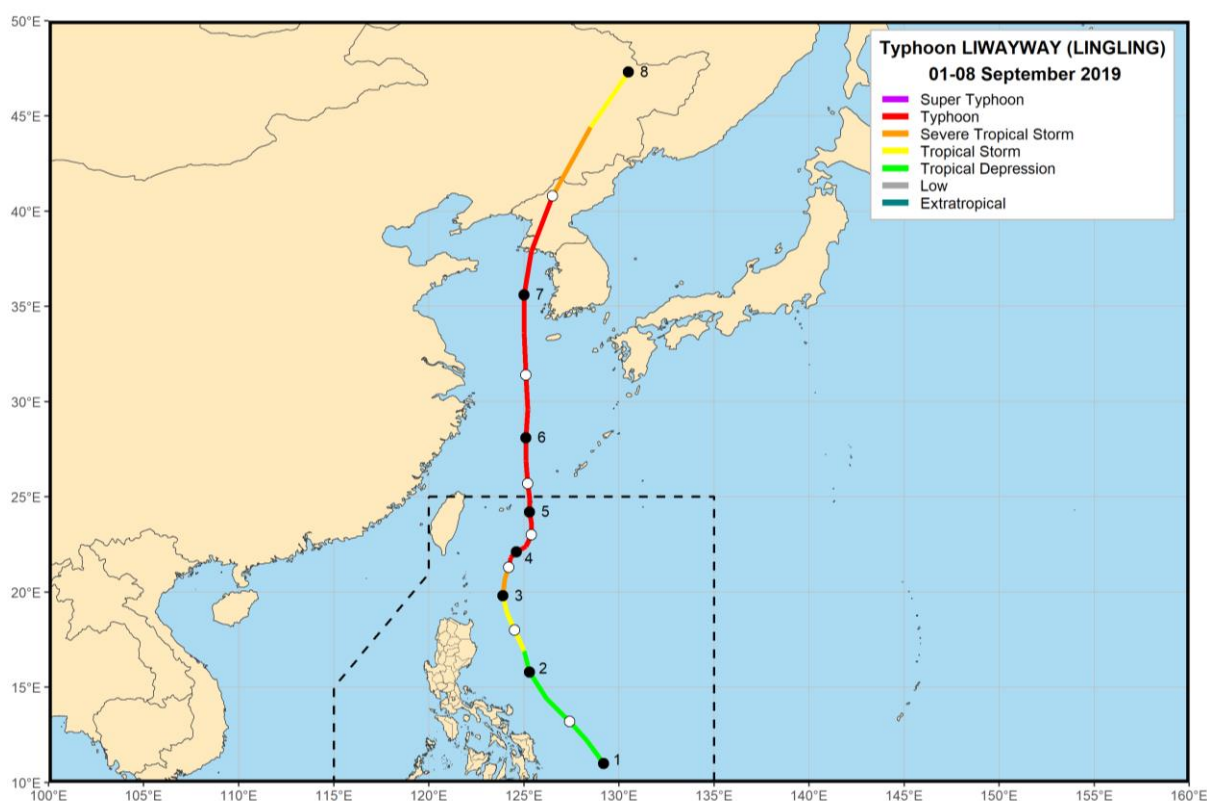 50°E
45°E
40°E
35°E
30°E
25°E
20°E
15°E
10°E
Typhoon LIWAYWAY (LINGLING)
01-08 September 2019
Super Typhoon
Typhoon
Severe Tropical Storm
Tropical Storm
Tropical Depression
Low
Extratropical
8
7
6
5
4
3
2
1
100°E 105°E 110°E 115°E 120°E 125°E 130°E 135°E 140°E 145°E 150°E 155°E 160°E